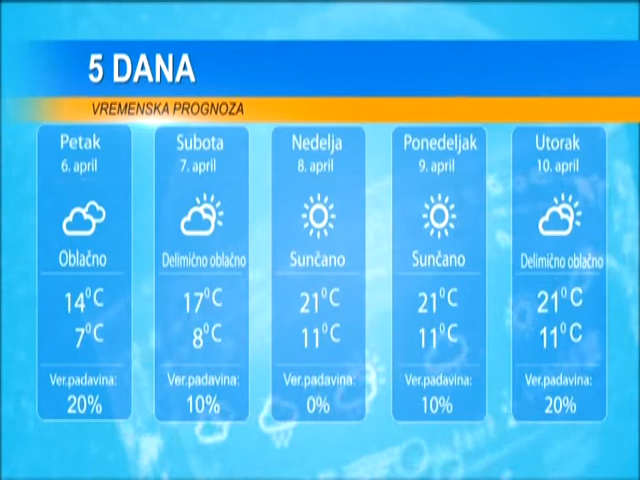 5 DANA
VREMENSKA PROGNOZA
Petak
6. april
Oblačno
14°C
7°C
Ver.padavina:
20%
Subota
7. april
Delimično oblačno
17°C
8°C
Ver.padavina:
10%
Nedelja
8. april
Sunčano
21°C
11°C
Ver.padavina:
0%
Ponedeljak
9. april
Sunčano
21°C
11°C
Ver.padavina:
10%
Utorak
10. april
Delimično oblačno
21°C
11°C
Ver.padavina:
20%